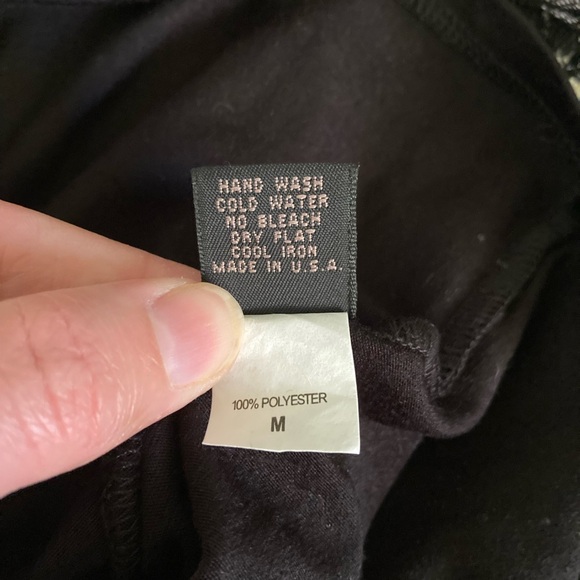 HAND WASH
COLD WATER
NO BLEACH
DRY FLAT
COOL IRON
MADE IN U.S.A.
100% POLYESTER
M